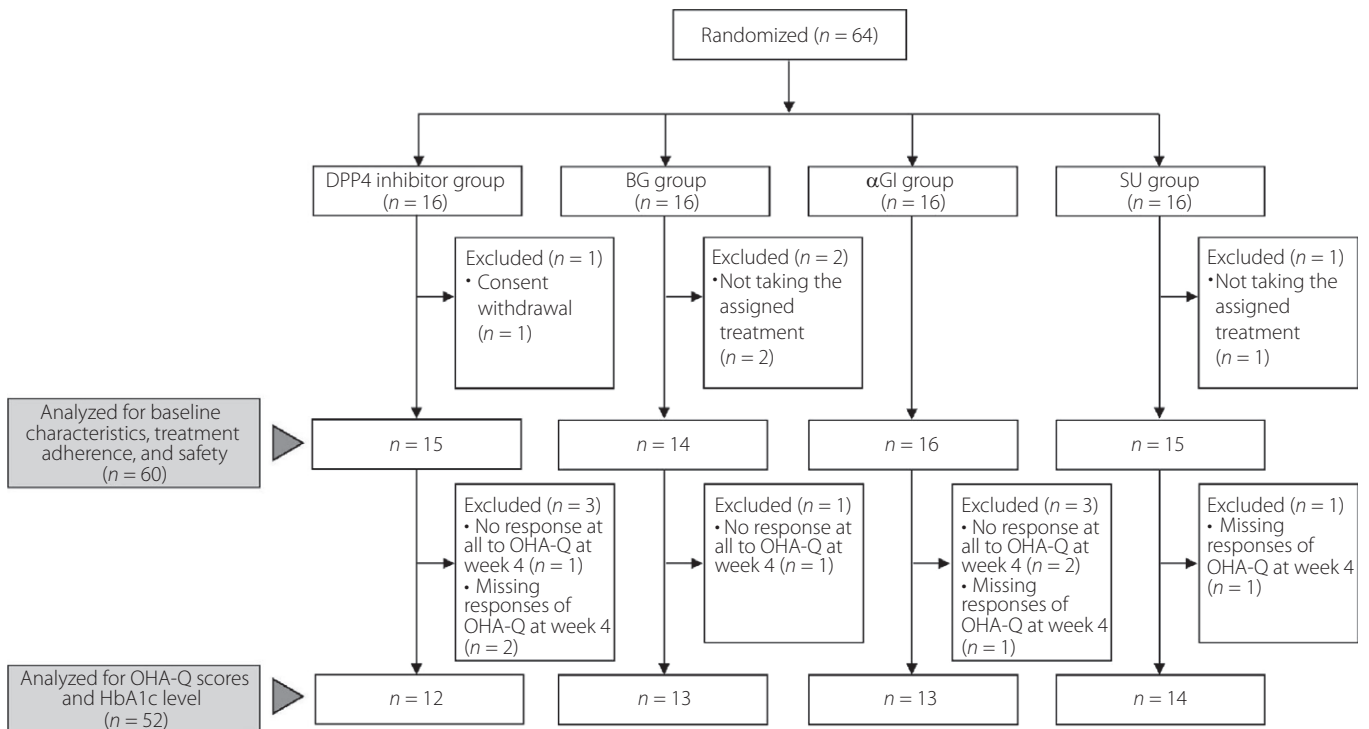 Randomized (n = 64)
DPP4 inhibitor group
(n = 16)
BG group
(n = 16)
αGI group
(n = 16)
SU group
(n = 16)
Excluded (n = 1)
• Consent
withdrawal
(n = 1)
Excluded (n = 2)
• Not taking the
assigned
treatment
(n = 2)
Excluded (n = 1)
• Not taking the
assigned
treatment
(n = 1)
Analyzed for baseline
characteristics, treatment
adherence, and safety
(n = 60)
n = 15
n = 14
n = 16
n = 15
Excluded (n = 3)
• No response at
all to OHA-Q at
week 4 (n = 1)
• Missing
responses of
OHA-Q at week 4
(n = 2)
Excluded (n = 1)
• No response at
all to OHA-Q at
week 4 (n = 1)
Excluded (n = 3)
• No response at
all to OHA-Q at
week 4 (n = 2)
• Missing
responses of
OHA-Q at week 4
(n = 1)
Excluded (n = 1)
• Missing
responses of
OHA-Q at week 4
(n = 1)
Analyzed for OHA-Q scores
and HbA1c level
(n = 52)
n = 12
n = 13
n = 13
n = 14